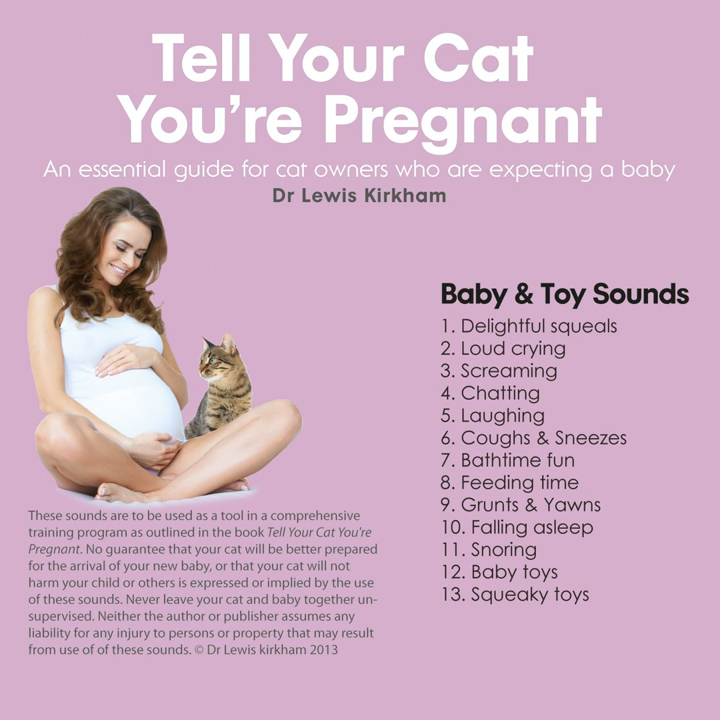 Tell Your Cat
You're Pregnant
An essential guide for cat owners who are expecting a baby
Dr Lewis Kirkham
Baby & Toy Sounds
1. Delightful squeals
2. Loud crying
3. Screaming
4. Chatting
5. Laughing
6. Coughs & Sneezes
7. Bathtime fun
8. Feeding time
9. Grunts & Yawns
10. Falling asleep
11. Snoring
12. Baby toys
13. Squeaky toys
These sounds are to be used as a tool in a comprehensive
training program as outlined in the book Tell Your Cat You're
Pregnant. No guarantee that your cat will be better prepared
for the arrival of your new baby, or that your cat will not
harm your child or others is expressed or implied by the use
of these sounds. Never leave your cat and baby together un-
supervised. Neither the author or publisher assumes any
liability for any injury to persons or property that may result
from use of of these sounds. © Dr Lewis kirkham 2013